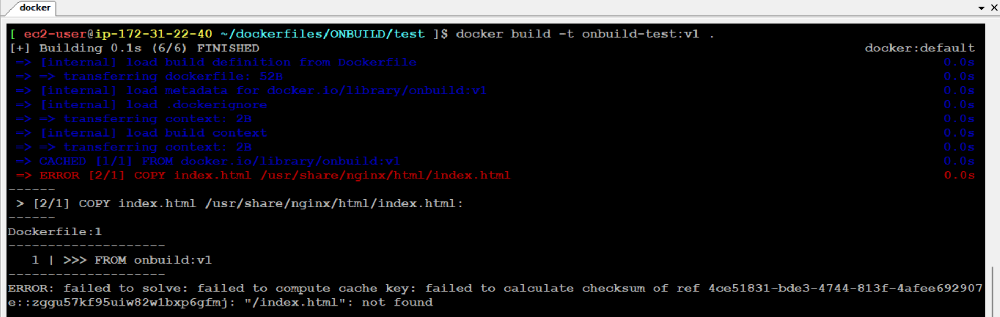 docker
[ ec2-user@ip-172-31-22-40 ~/dockerfiles/ONBUILD/test ]$ docker build -t onbuild-test:v1 .
[+] Building 0.1s (6/6) FINISHED docker:default
=> [internal] load build definition from Dockerfile 0.0s
=> => transferring dockerfile: 52B 0.0s
=> [internal] load metadata for docker.io/library/onbuild:v1 0.0s
=> [internal] load .dockerignore 0.0s
=> => transferring context: 2B 0.0s
=> [internal] load build context 0.0s
=> => transferring context: 2B 0.0s
=> CACHED [1/1] FROM docker.io/library/onbuild:v1 0.0s
=> ERROR [2/1] COPY index.html /usr/share/nginx/html/index.html 0.0s
------
> [2/1] COPY index.html /usr/share/nginx/html/index.html:
------
Dockerfile:1
--------------------
1 | >>> FROM onbuild:v1
--------------------
ERROR: failed to solve: failed to compute cache key: failed to calculate checksum of ref 4ce51831-bde3-4744-813f-4afee692907
e::zggu57kf95uiw82w1bxp6gfmj: "/index.html": not found